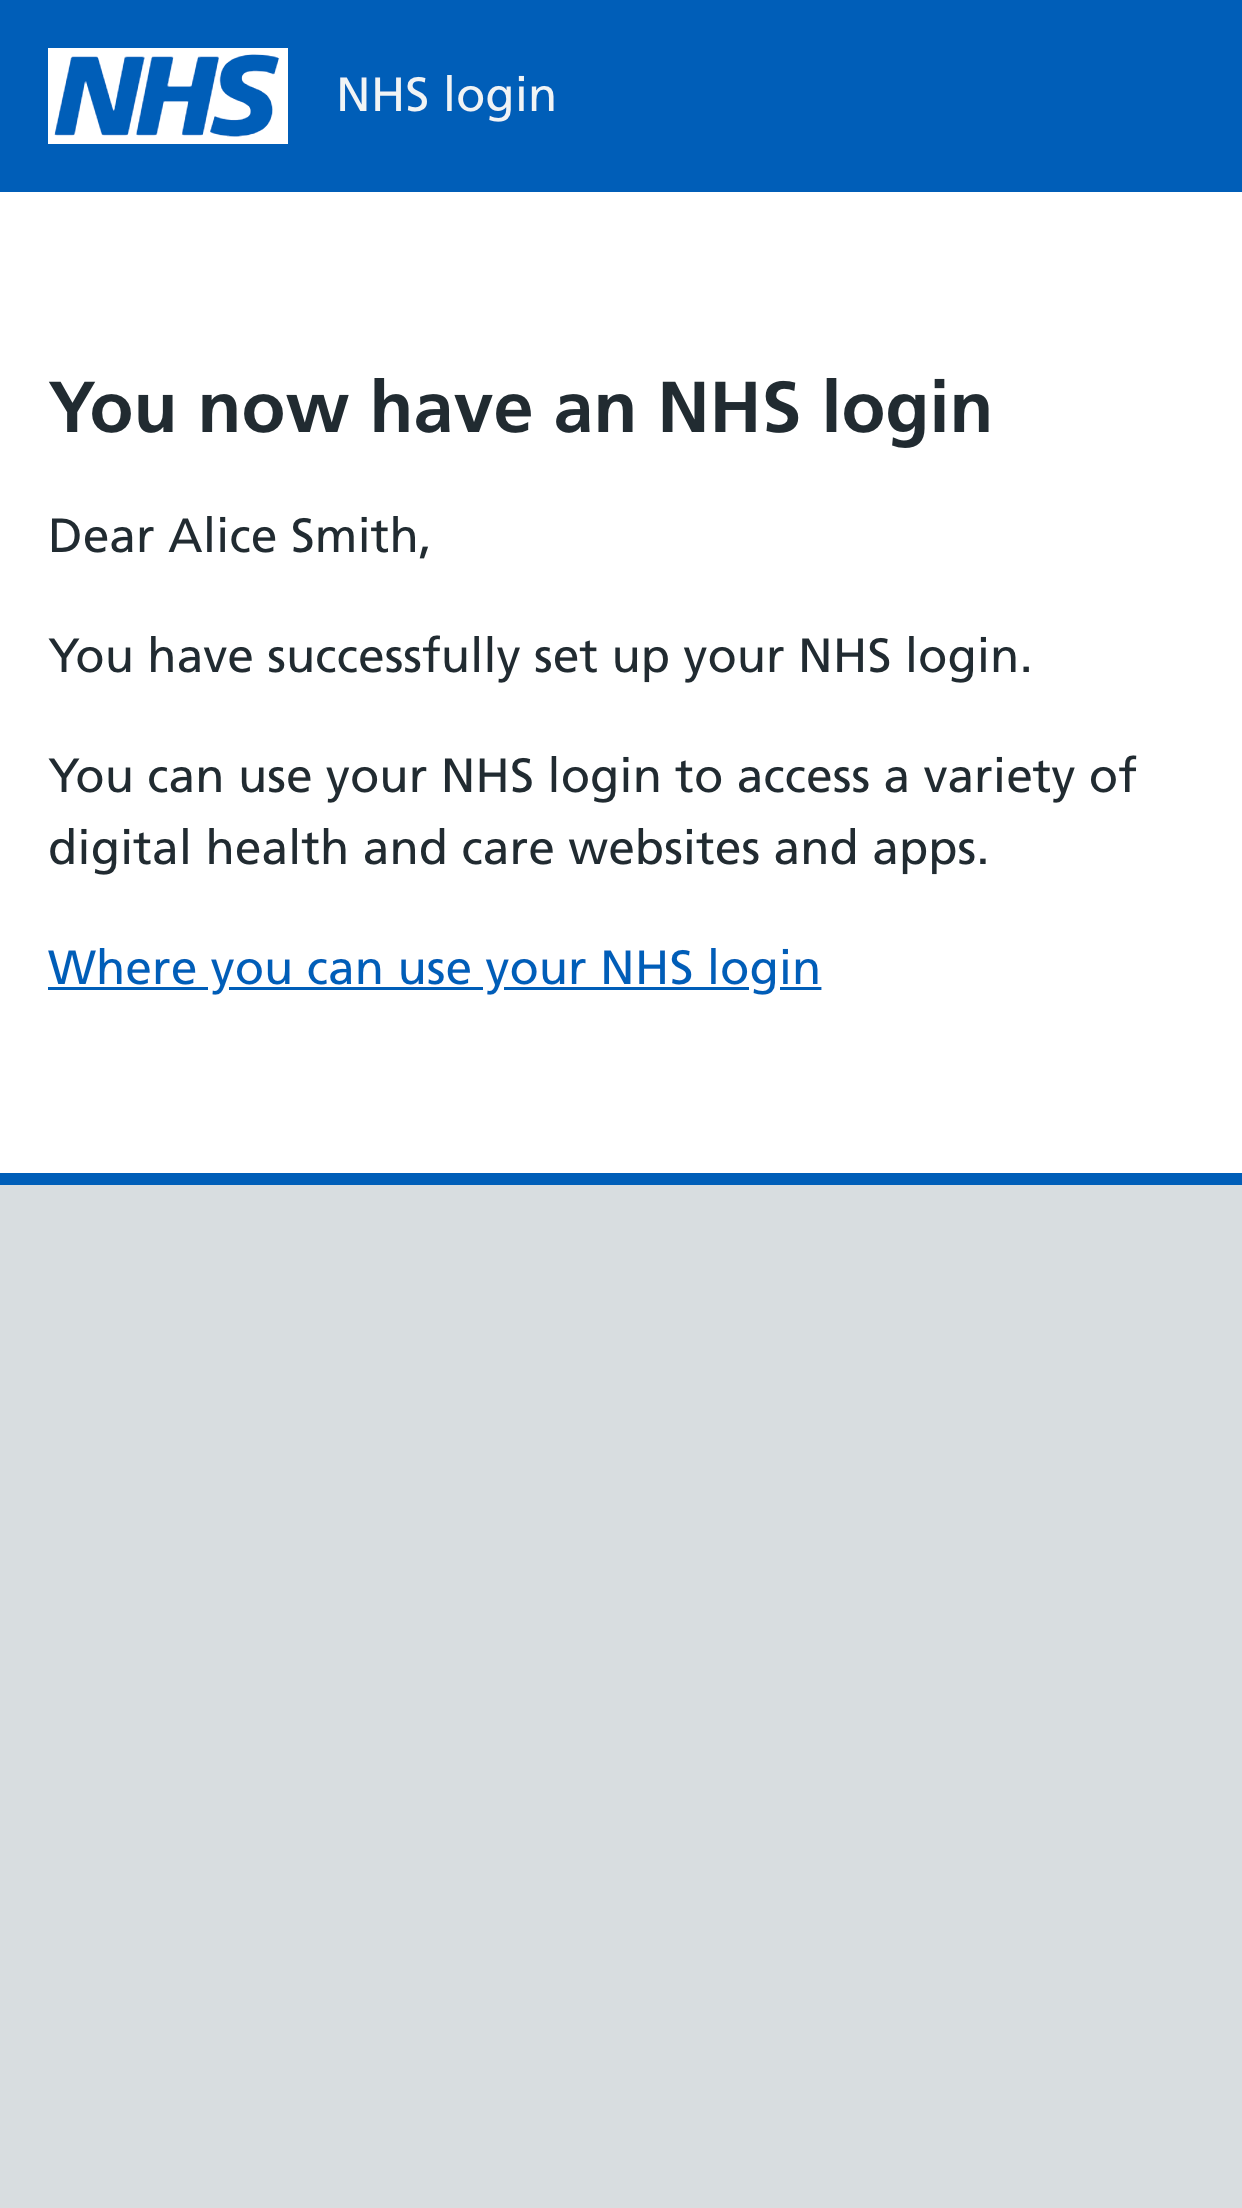 NHS NHS login
You now have an NHS login
Dear Alice Smith,
You have successfully set up your NHS login.
You can use your NHS login to access a variety of
digital health and care websites and apps.
Where you can use your NHS login